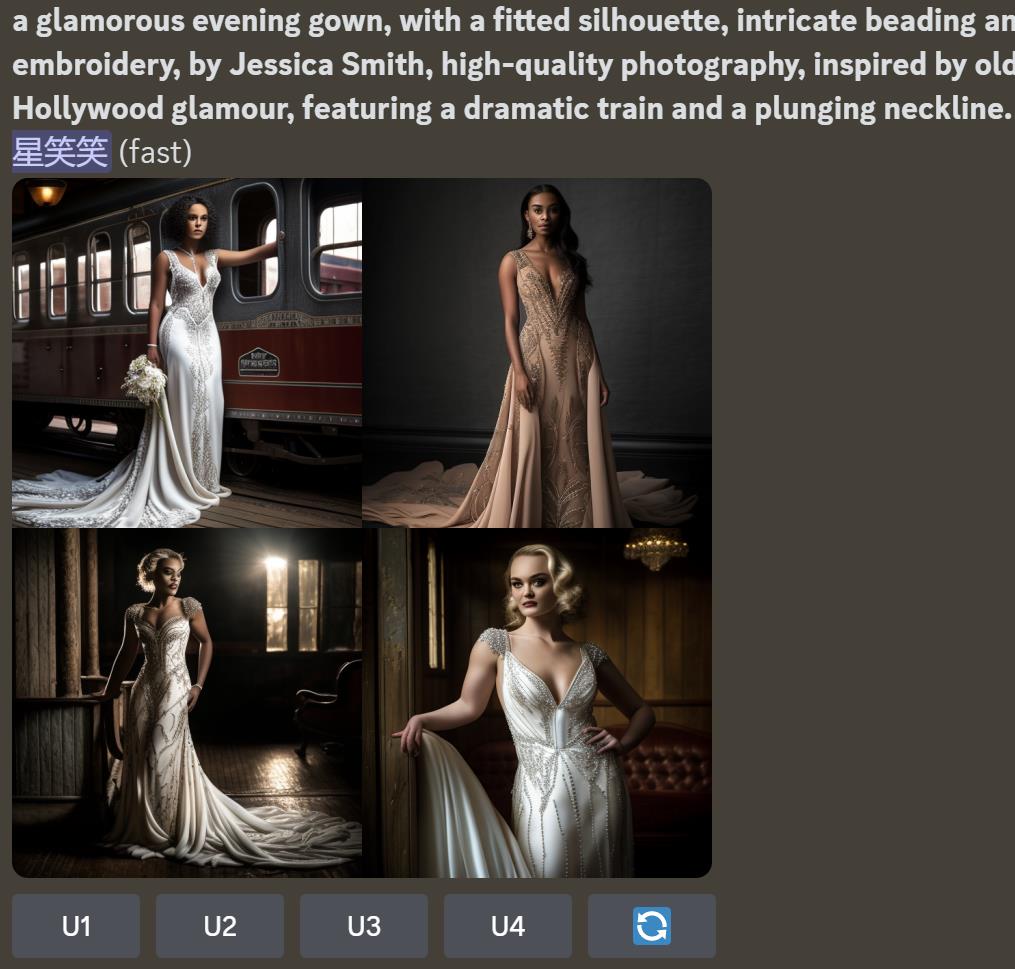 a glamorous evening gown, with a fitted silhouette, intricate beading an
embroidery, by Jessica Smith, high-quality photography, inspired by old
Hollywood glamour, featuring a dramatic train and a plunging neckline.
星笑笑 (fast)
U1 U2 U3 U4